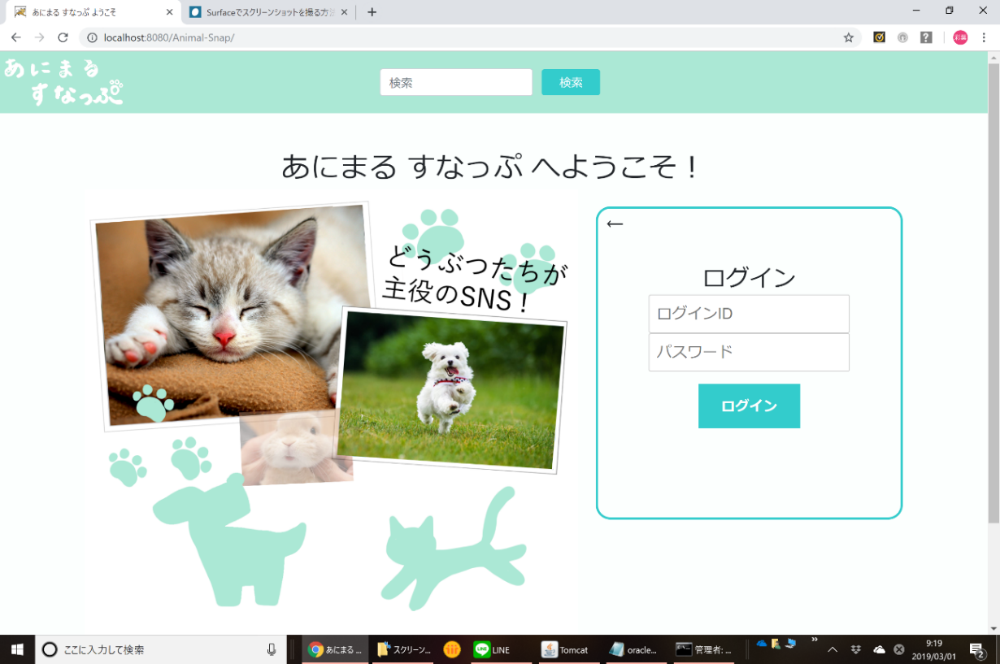 あにまる すなっぷ ようこそ
Surfaceでスクリーンショットを撮る方法
localhost:8080/Animal-Snap/
彩集
あにまる
すなっぷ
検索
検索
あにまる すなっぷ へようこそ！
どうぶつたちが
主役のSNS！
←
ログイン
ログインID
パスワード
ログイン
ここに入力して検索
あにまる ...
スクリーン...
LINE
Tomcat
oracle...
管理者: ...
9:19
2019/03/01
2